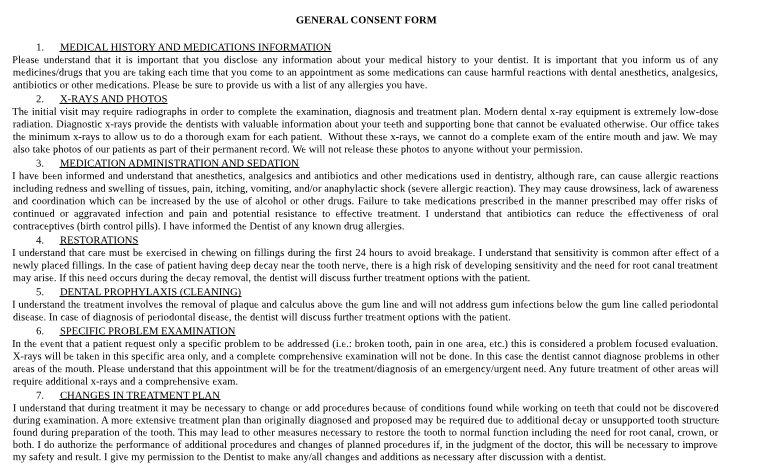 GENERAL CONSENT FORM
1. MEDICAL HISTORY AND MEDICATIONS INFORMATION
Please understand that it is important that you disclose any information about your medical history to your dentist. It is important that you inform us of any
medicines/drugs that you are taking each time that you come to an appointment as some medications can cause harmful reactions with dental anesthetics, analgesics,
antibiotics or other medications. Please be sure to provide us with a list of any allergies you have.
2. X-RAYS AND PHOTOS
The initial visit may require radiographs in order to complete the examination, diagnosis and treatment plan. Modern dental x-ray equipment is extremely low-dose
radiation. Diagnostic x-rays provide the dentists with valuable information about your teeth and supporting bone that cannot be evaluated otherwise. Our office takes
the minimum x-rays to allow us to do a thorough exam for each patient. Without these x-rays, we cannot do a complete exam of the entire mouth and jaw. We may
also take photos of our patients as part of their permanent record. We will not release these photos to anyone without your permission.
3. MEDICATION ADMINISTRATION AND SEDATION
I have been informed and understand that anesthetics, analgesics and antibiotics and other medications used in dentistry, although rare, can cause allergic reactions
including redness and swelling of tissues, pain, itching, vomiting, and/or anaphylactic shock (severe allergic reaction). They may cause drowsiness, lack of awareness
and coordination which can be increased by the use of alcohol or other drugs. Failure to take medications prescribed in the manner prescribed may offer risks of
continued or aggravated infection and pain and potential resistance to effective treatment. I understand that antibiotics can reduce the effectiveness of oral
contraceptives (birth control pills). I have informed the Dentist of any known drug allergies.
4. RESTORATIONS
I understand that care must be exercised in chewing on fillings during the first 24 hours to avoid breakage. I understand that sensitivity is common after effect of a
newly placed fillings. In the case of patient having deep decay near the tooth nerve, there is a high risk of developing sensitivity and the need for root canal treatment
may arise. If this need occurs during the decay removal, the dentist will discuss further treatment options with the patient.
5. DENTAL PROPHYLAXIS (CLEANING)
I understand the treatment involves the removal of plaque and calculus above the gum line and will not address gum infections below the gum line called periodontal
disease. In case of diagnosis of periodontal disease, the dentist will discuss further treatment options with the patient.
6. SPECIFIC PROBLEM EXAMINATION
In the event that a patient request only a specific problem to be addressed (i.e.: broken tooth, pain in one area, etc.) this is considered a problem focused evaluation.
X-rays will be taken in this specific area only, and a complete comprehensive examination will not be done. In this case the dentist cannot diagnose problems in other
areas of the mouth. Please understand that this appointment will be for the treatment/diagnosis of an emergency/urgent need. Any future treatment of other areas will
require additional x-rays and a comprehensive exam.
7. CHANGES IN TREATMENT PLAN
I understand that during treatment it may be necessary to change or add procedures because of conditions found while working on teeth that could not be discovered
during examination. A more extensive treatment plan than originally diagnosed and proposed may be required due to additional decay or unsupported tooth structure
found during preparation of the tooth. This may lead to other measures necessary to restore the tooth to normal function including the need for root canal, crown, or
both. I do authorize the performance of additional procedures and changes of planned procedures if, in the judgment of the doctor, this will be necessary to improve
my safety and result. I give my permission to the Dentist to make any/all changes and additions as necessary after discussion with a dentist.